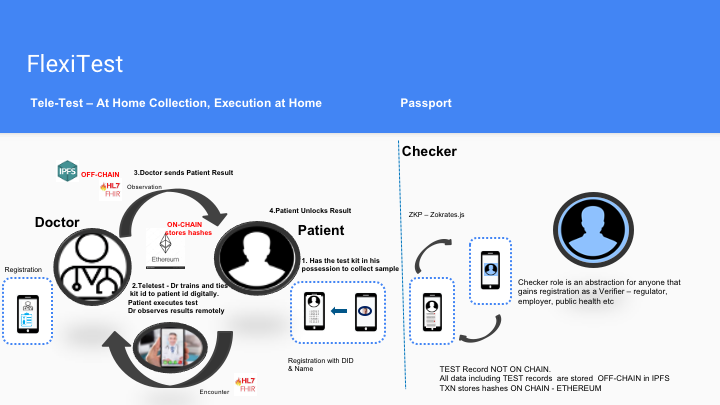 FlexiTest
Tele-Test – At Home Collection, Execution at Home
Passport
Checker
IPFS
OFF-CHAIN
HL7
FHIR
Observation
3.Doctor sends Patient Result
4.Patient Unlocks Result
ZKP – Zokrates.js
Doctor
ON-CHAIN
stores hashes
Ethereum
Patient
Registration
1. Has the test kit in his
possession to collect sample
2.Teletest - Dr trains and ties
kit id to patient id digitally.
Patient executes test
Dr observes results remotely
Checker role is an abstraction for anyone that
gains registration as a Verifier – regulator,
employer, public health etc
Registration with DID
& Name
Encounter
HL7
FHIR
TEST Record NOT ON CHAIN.
All data including TEST records are stored OFF-CHAIN in IPFS
TXN stores hashes ON CHAIN - ETHEREUM